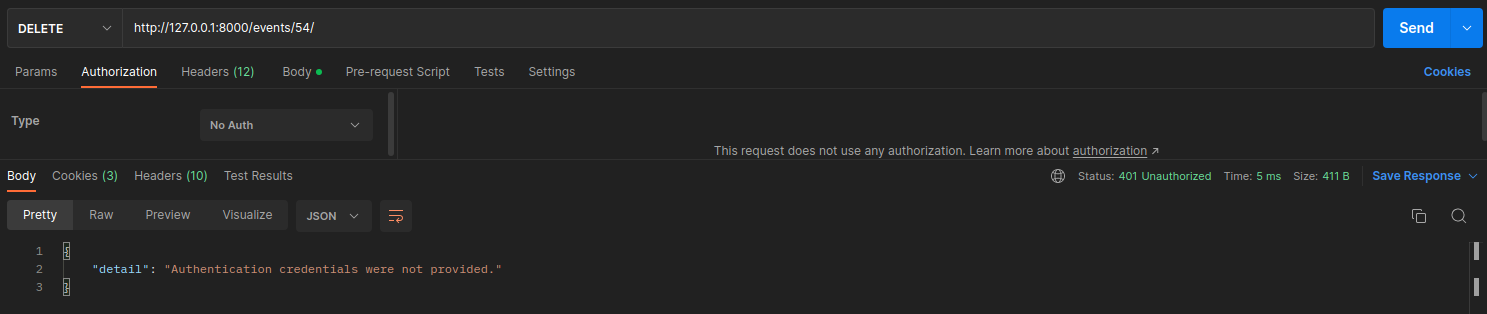 DELETE http://127.0.0.1:8000/events/54/ Send
Params Authorization Headers (12) Body Pre-request Script Tests Settings Cookies
Type No Auth
This request does not use any authorization. Learn more about authorization ↗
Body Cookies (3) Headers (10) Test Results Status: 401 Unauthorized Time: 5 ms Size: 411 B Save Response
Pretty Raw Preview Visualize JSON
1 {
2 "detail": "Authentication credentials were not provided."
3 }